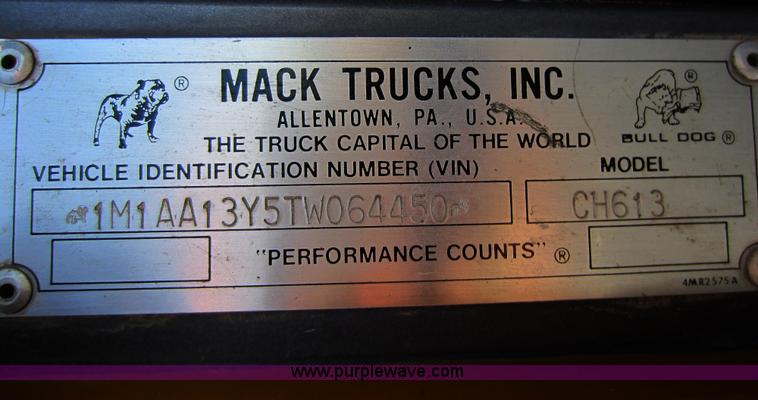 ® MACK TRUCKS, INC. ®
ALLENTOWN, PA., U.S.A.
THE TRUCK CAPITAL OF THE WORLD BULL DOG ®
VEHICLE IDENTIFICATION NUMBER (VIN) MODEL
1M1AA13Y5TW064450 CH613
"PERFORMANCE COUNTS" ®
4MR2575A
www.purplewave.com